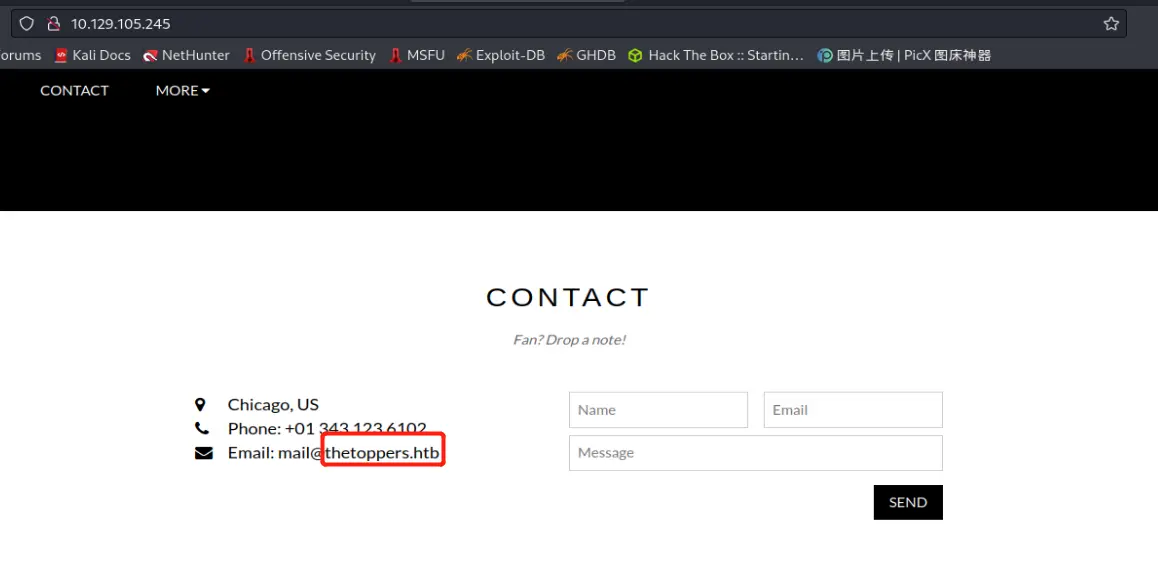 10.129.105.245
orums Kali Docs NetHunter Offensive Security MSFU Exploit-DB GHDB Hack The Box :: Startin… 图片上传 | PicX 图床神器
CONTACT MORE
CONTACT
Fan? Drop a note!
Chicago, US
Phone: +01 343 123 6102
Email: mail@thetoppers.htb
Name Email
Message
SEND